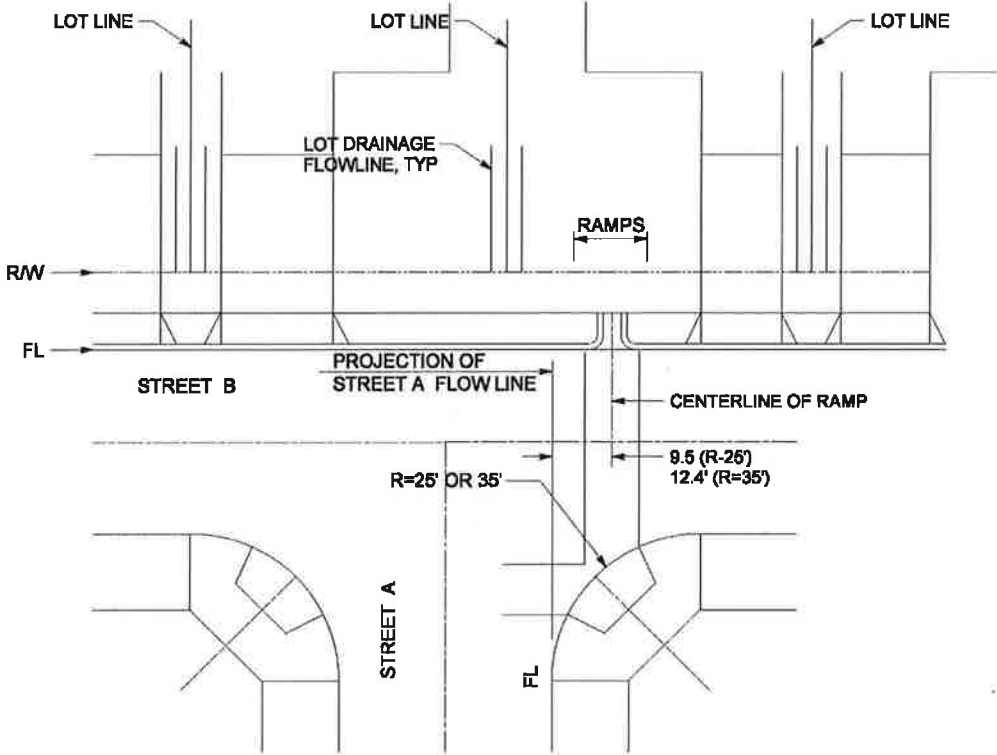 LOT LINE
LOT LINE
LOT LINE
LOT DRAINAGE
FLOWLINE, TYP
RAMPS
R/W
FL
PROJECTION OF
STREET A FLOW LINE
STREET B
CENTERLINE OF RAMP
9.5 (R-25')
12.4' (R=35')
R=25' OR 35'
STREET A
FL